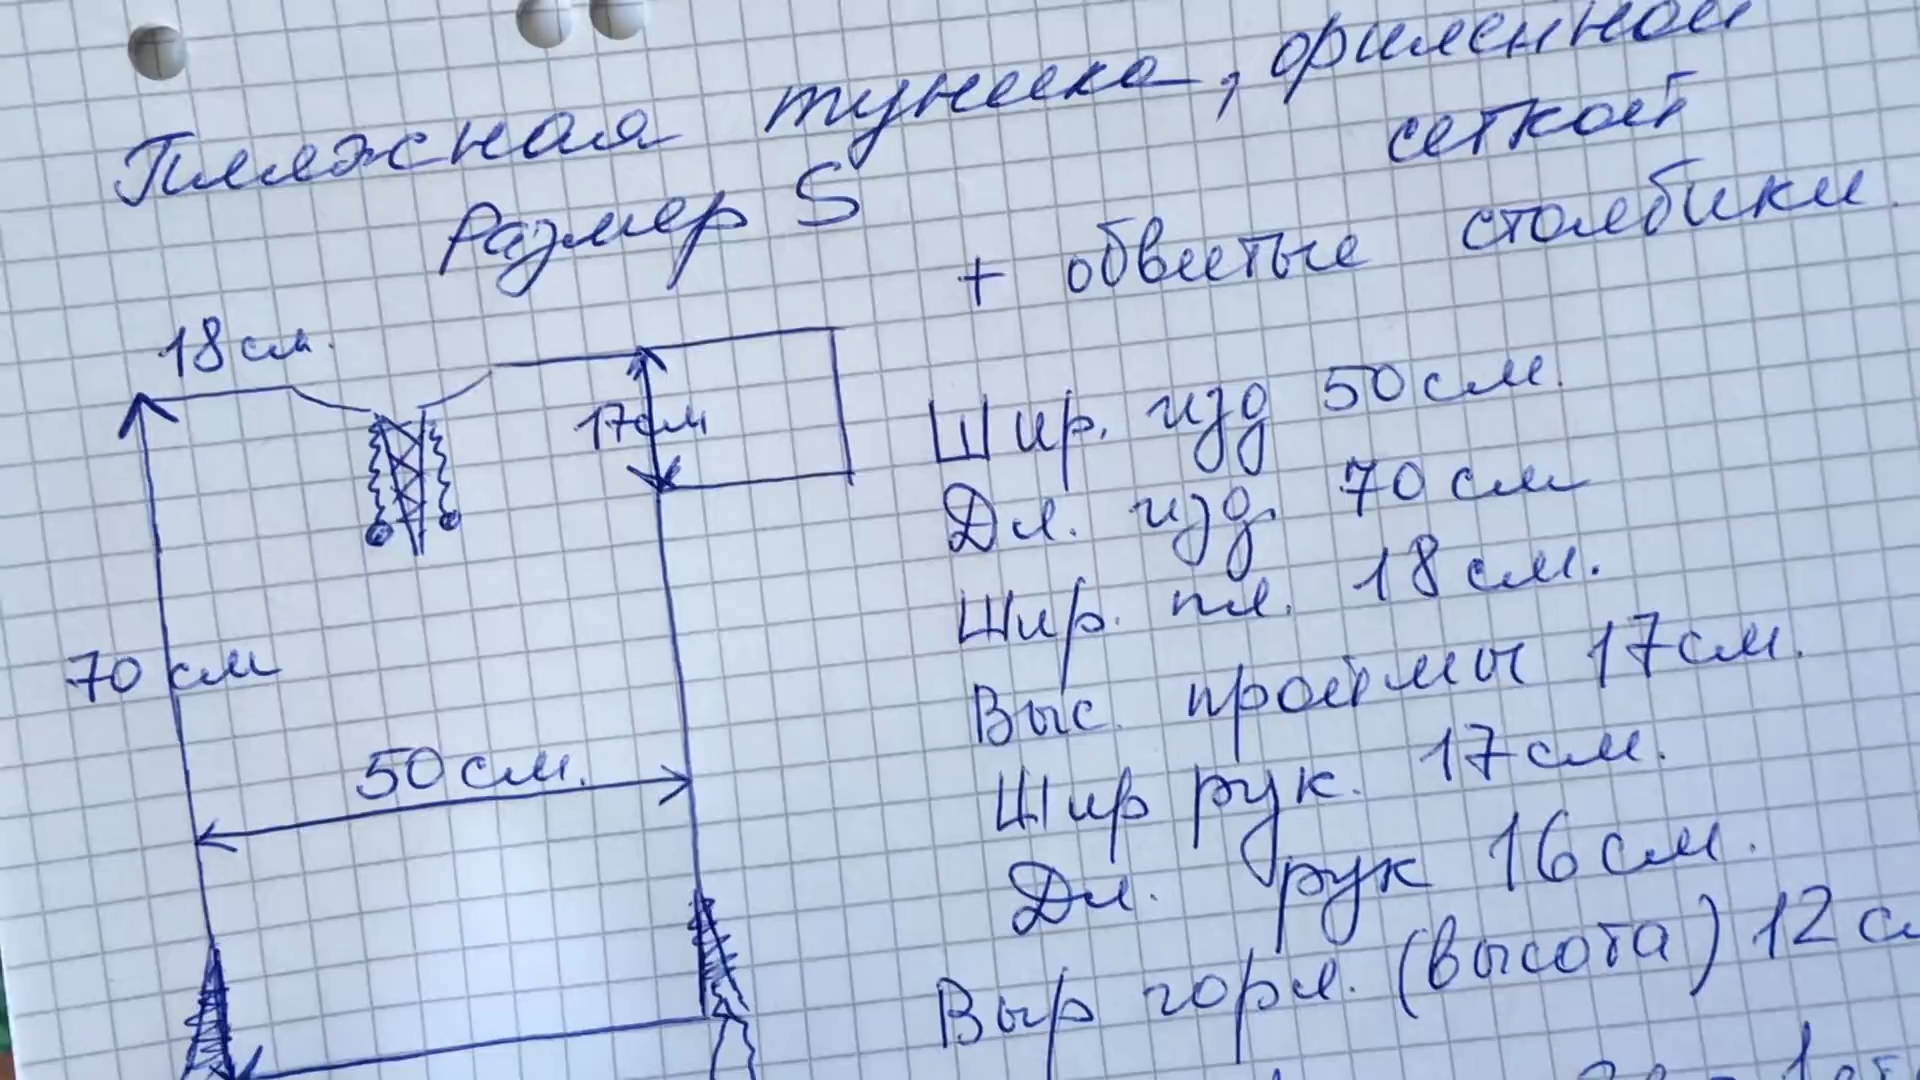 Пляжная туника, филейной
сеткой
Размер S
+ обвитые столбики
18 см.
17см
70 см
50 см.
Шир. изд 50 см.
Дл. изд. 70 см
Шир. пл. 18 см.
Выс. проймы 17 см.
Шир рук. 17 см.
Дл. рук 16 см.
Выр горл. (высота) 12 с